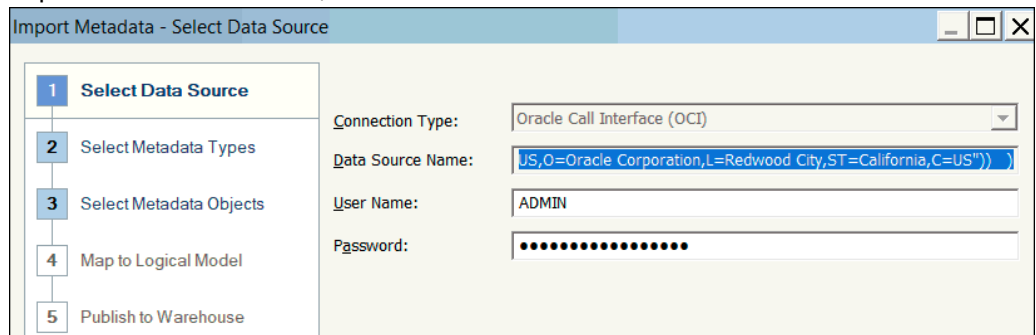 Import Metadata - Select Data Source
1 Select Data Source
2 Select Metadata Types
3 Select Metadata Objects
4 Map to Logical Model
5 Publish to Warehouse
Connection Type: Oracle Call Interface (OCI)
Data Source Name: US,O=Oracle Corporation,L=Redwood City,ST=California,C=US")) )
User Name: ADMIN
Password: •••••••••••••••••